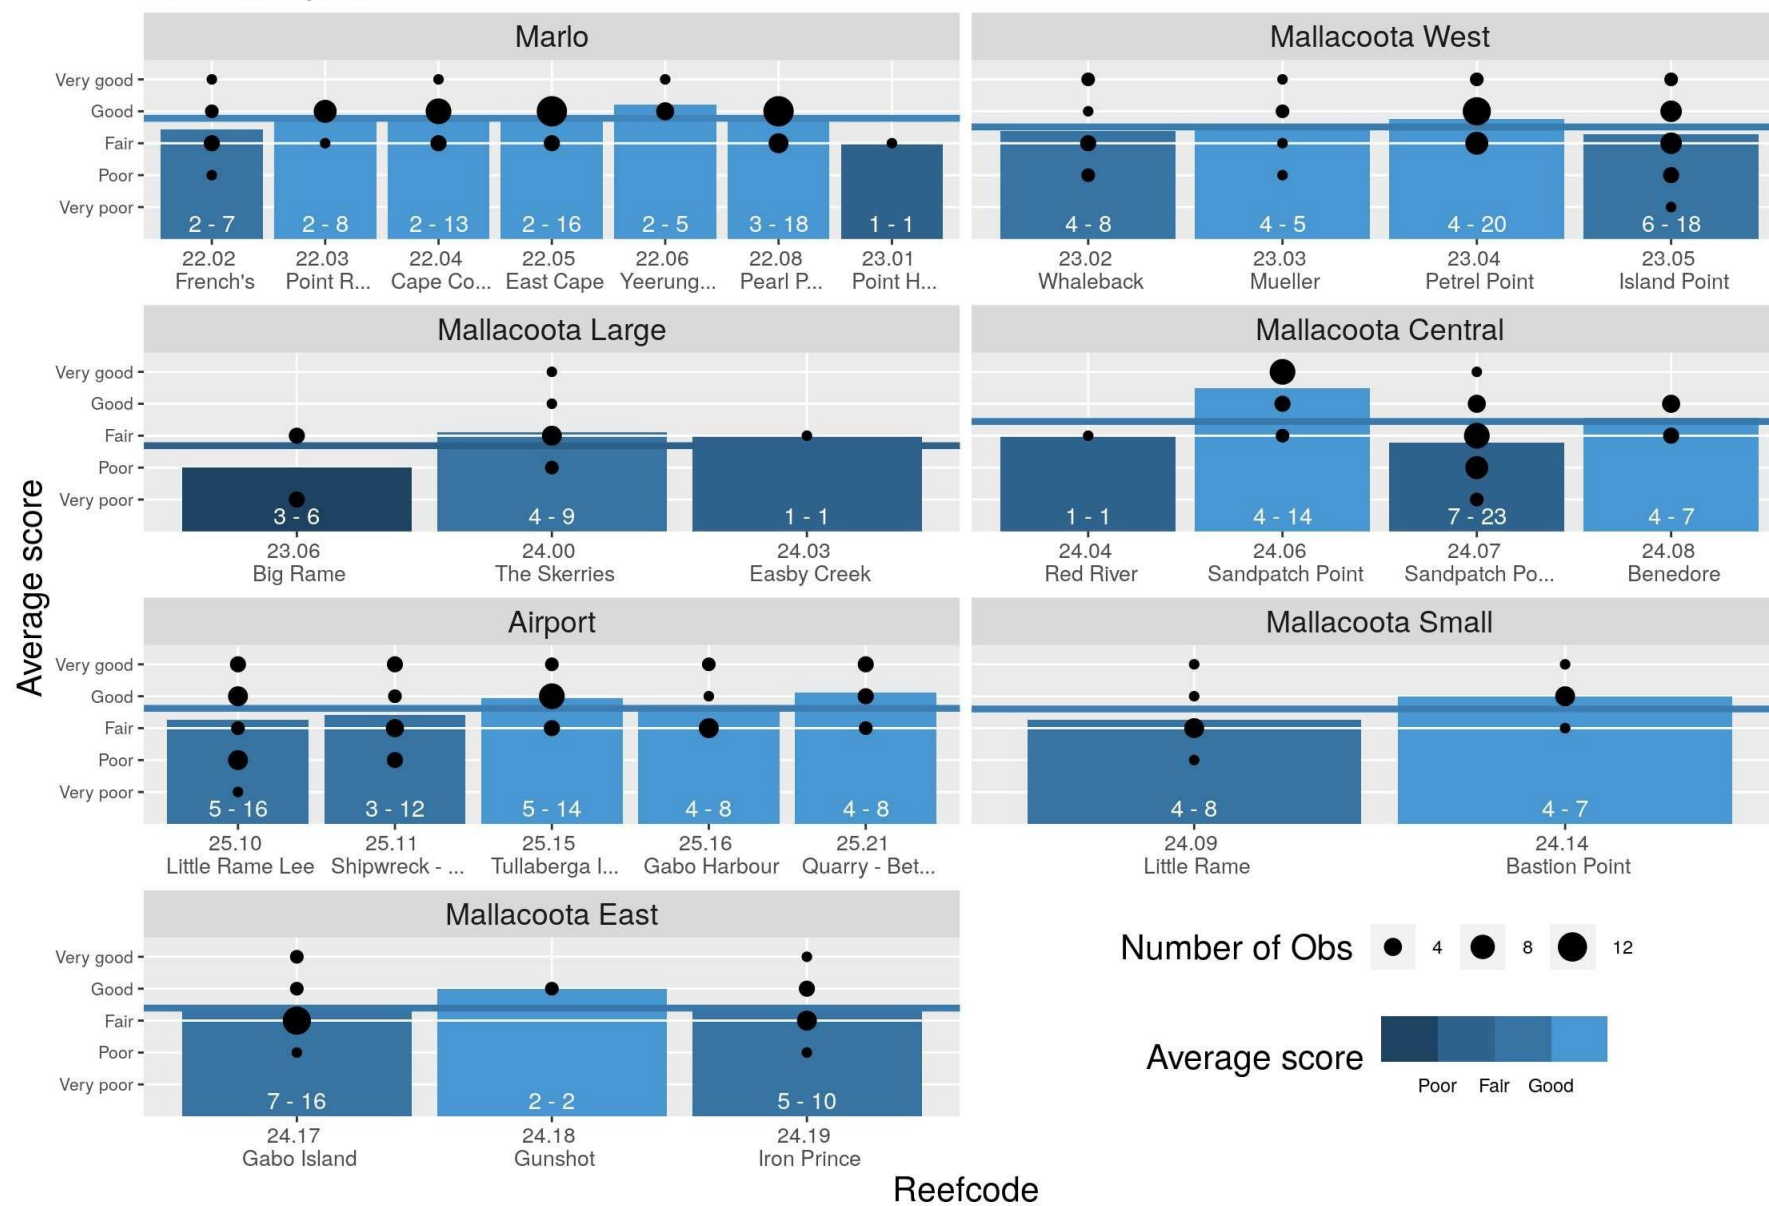 Marlo
Mallacoota West
Very good
Good
Fair
Poor
Very poor
2 - 7
2 - 8
2 - 13
2 - 16
2 - 5
3 - 18
1 - 1
4 - 8
4 - 5
4 - 20
6 - 18
22.02
22.03
22.04
22.05
22.06
22.08
23.01
23.02
23.03
23.04
23.05
French's
Point R...
Cape Co...
East Cape
Yeerung...
Pearl P...
Point H...
Whaleback
Mueller
Petrel Point
Island Point
Mallacoota Large
Mallacoota Central
Very good
Good
Fair
Poor
Very poor
3 - 6
4 - 9
1 - 1
1 - 1
4 - 14
7 - 23
4 - 7
23.06
24.00
24.03
24.04
24.06
24.07
24.08
Big Rame
The Skerries
Easby Creek
Red River
Sandpatch Point
Sandpatch Po...
Benedore
Average score
Airport
Mallacoota Small
Very good
Good
Fair
Poor
Very poor
5 - 16
3 - 12
5 - 14
4 - 8
4 - 8
4 - 8
4 - 7
25.10
25.11
25.15
25.16
25.21
24.09
24.14
Little Rame Lee
Shipwreck - ...
Tullaberga I...
Gabo Harbour
Quarry - Bet...
Little Rame
Bastion Point
Mallacoota East
Very good
Good
Fair
Poor
Very poor
7 - 16
2 - 2
5 - 10
24.17
24.18
24.19
Gabo Island
Gunshot
Iron Prince
Number of Obs
4
8
12
Average score
Poor
Fair
Good
Reefcode